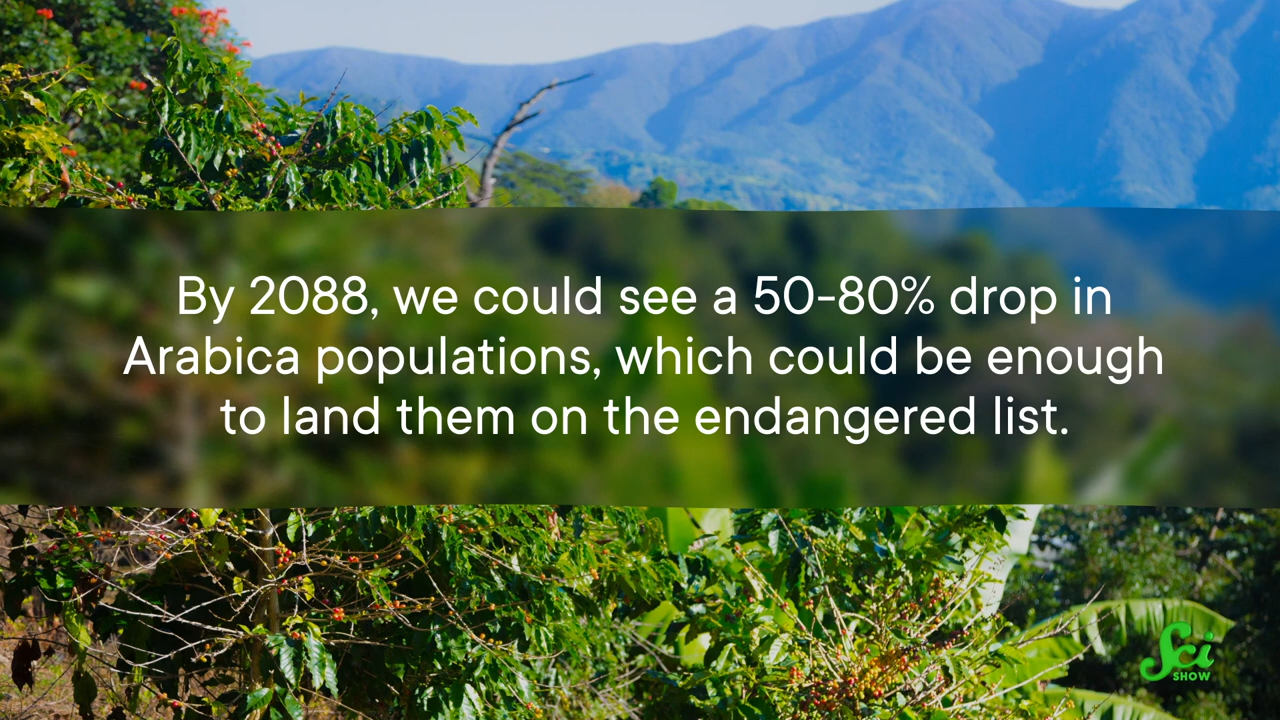 By 2088, we could see a 50-80% drop in
Arabica populations, which could be enough
to land them on the endangered list.
Sci
SHOW